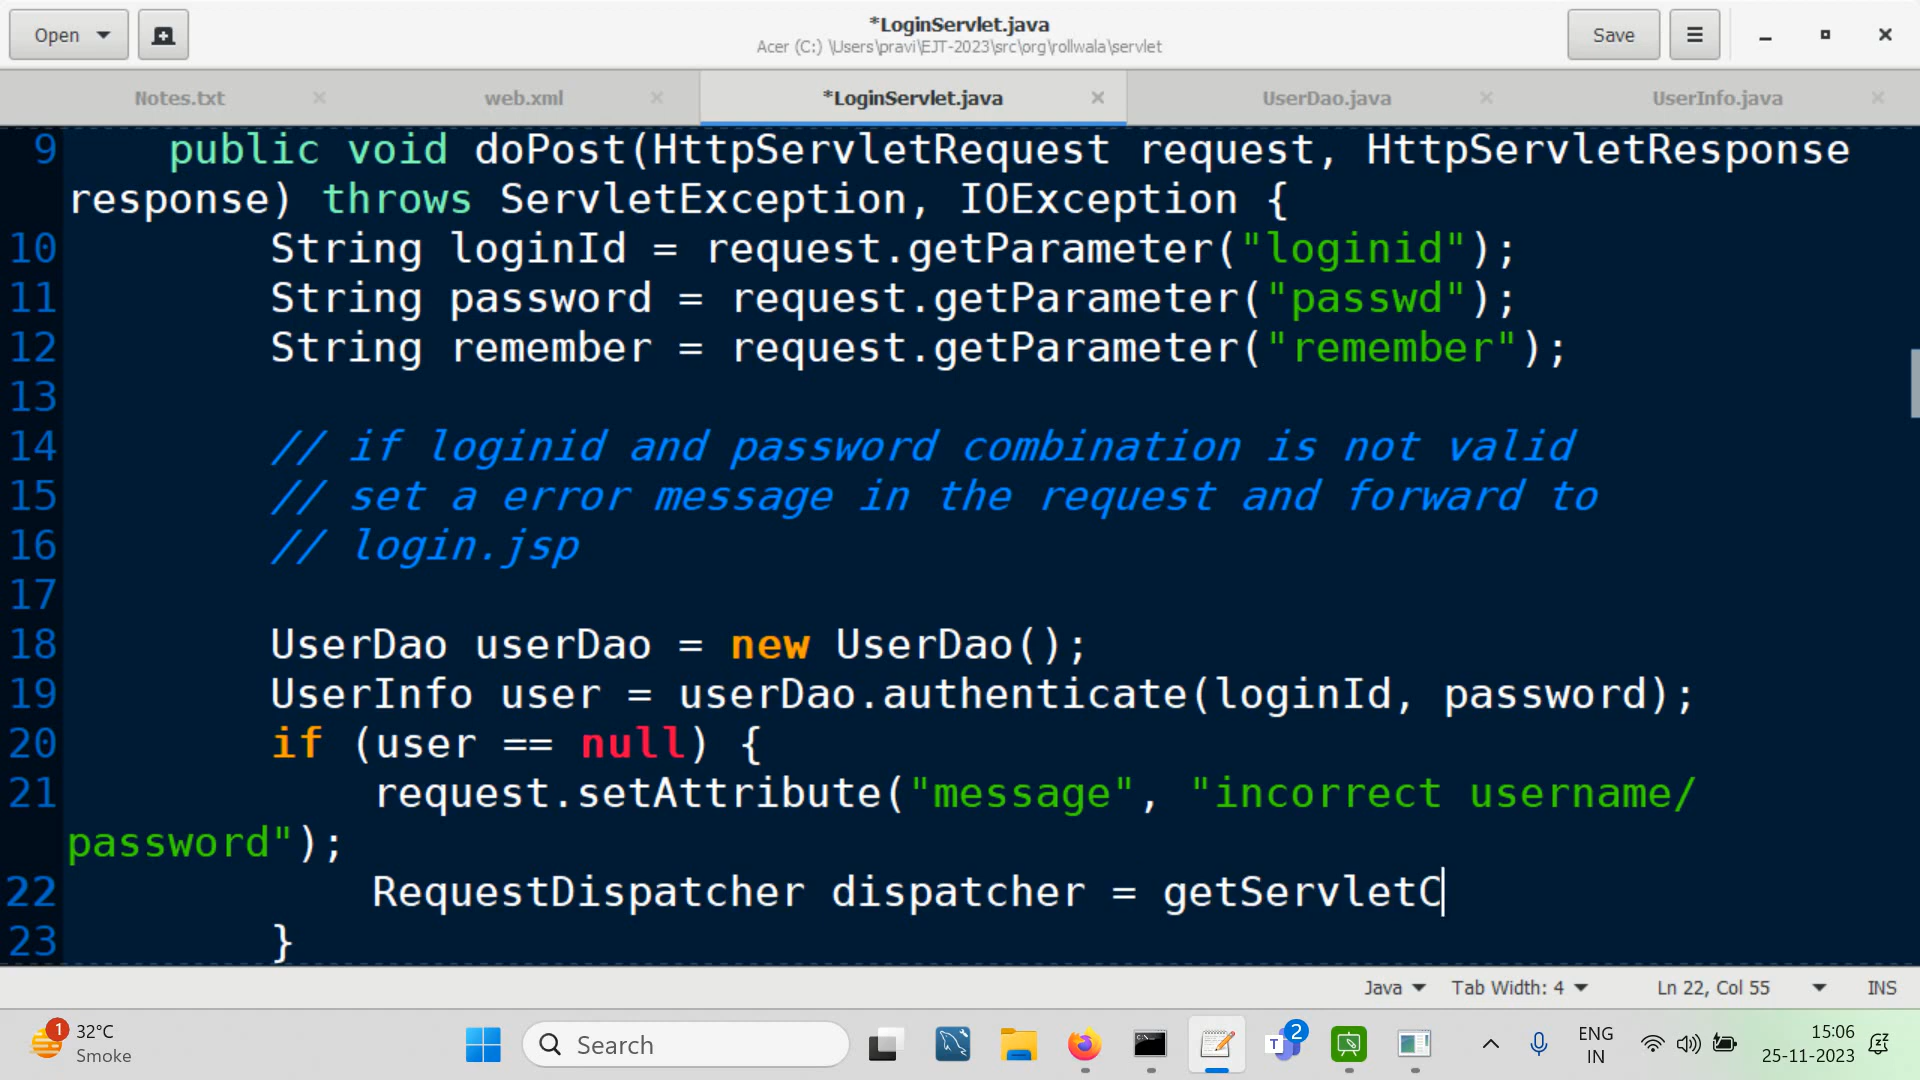 Open
*LoginServlet.java
Acer (C:) \Users\pravi\EJT-2023\src\org\rollwala\servlet
Save
Notes.txt
web.xml
*LoginServlet.java
UserDao.java
UserInfo.java
9 public void doPost(HttpServletRequest request, HttpServletResponse
response) throws ServletException, IOException {
10 String loginId = request.getParameter("loginid");
11 String password = request.getParameter("passwd");
12 String remember = request.getParameter("remember");
13
14 // if loginid and password combination is not valid
15 // set a error message in the request and forward to
16 // login.jsp
17
18 UserDao userDao = new UserDao();
19 UserInfo user = userDao.authenticate(loginId, password);
20 if (user == null) {
21 request.setAttribute("message", "incorrect username/
password");
22 RequestDispatcher dispatcher = getServletC
23 }
Java
Tab Width: 4
Ln 22, Col 55
INS
1
32°C
Smoke
Search
T
2
ENG
IN
15:06
25-11-2023